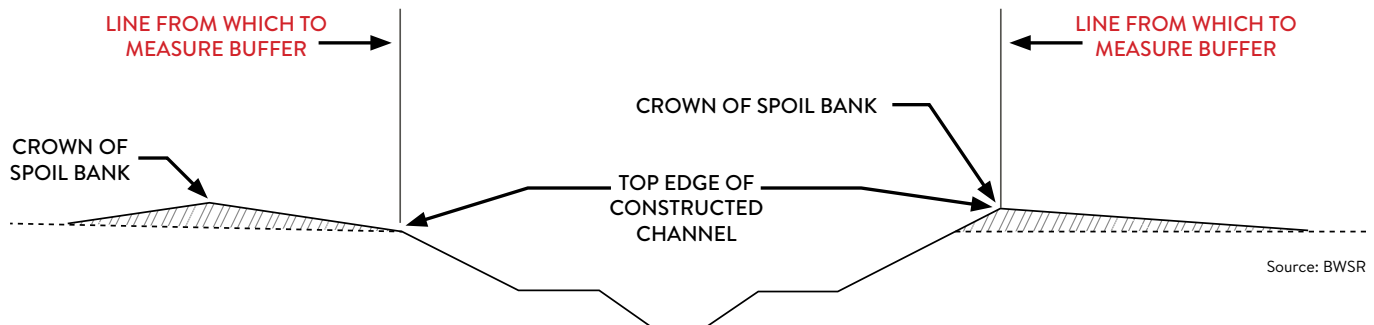 LINE FROM WHICH TO
MEASURE BUFFER
LINE FROM WHICH TO
MEASURE BUFFER
CROWN OF SPOIL BANK
CROWN OF
SPOIL BANK
TOP EDGE OF
CONSTRUCTED
CHANNEL
Source: BWSR